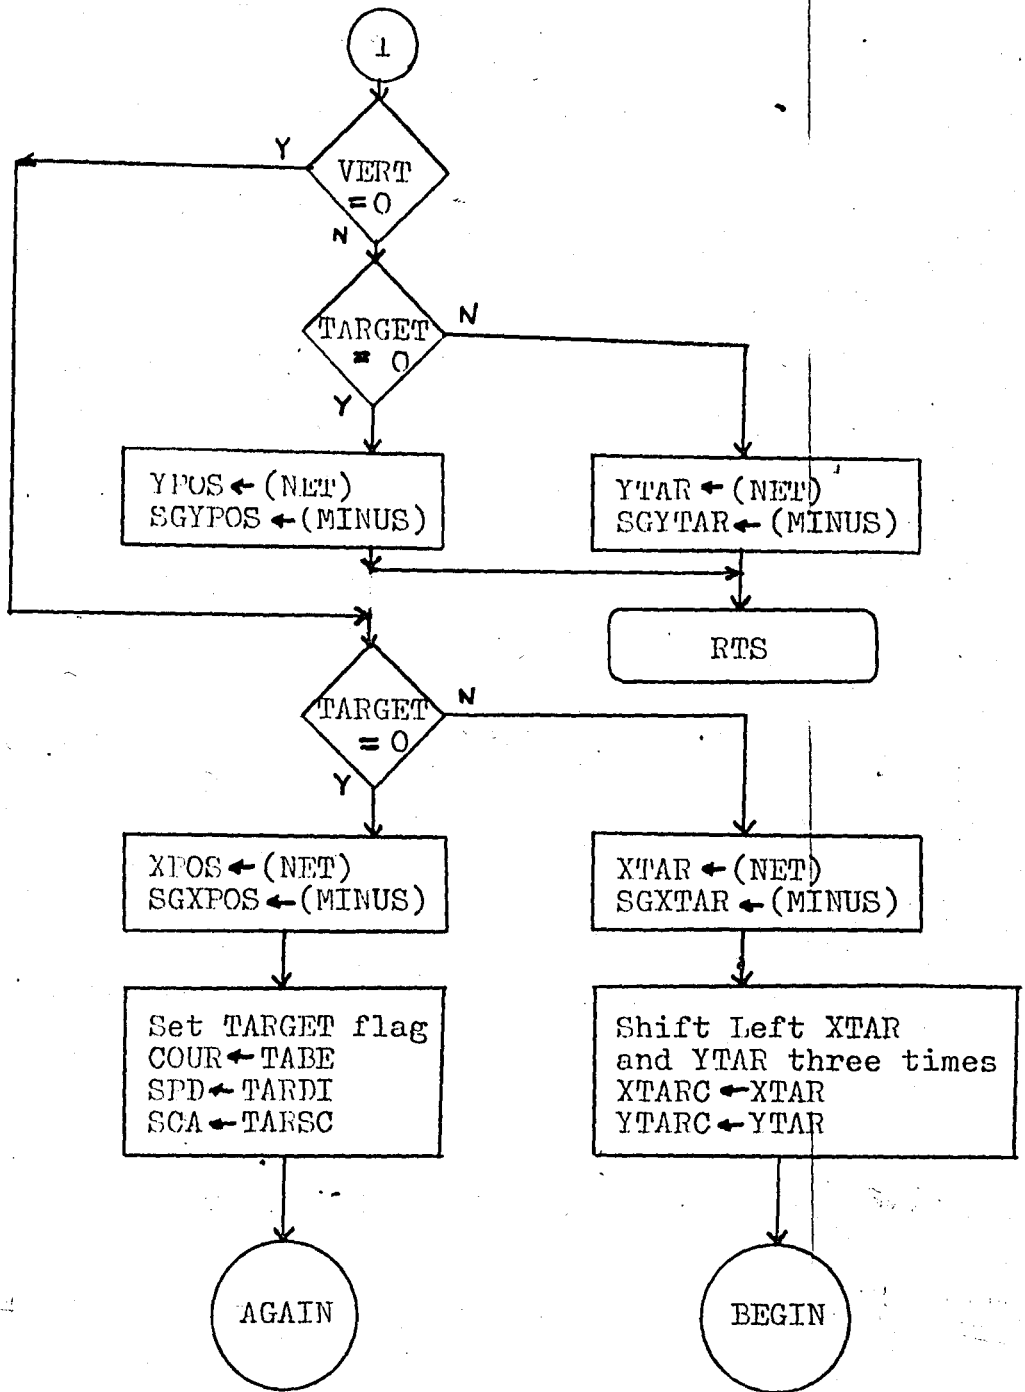 1
Y
VERT
=0
N
TARGET
= 0
N
Y
YPOS ← (NET)
SGYPOS ← (MINUS)
YTAR ← (NET)
SGYTAR ← (MINUS)
RTS
TARGET
= 0
N
Y
XPOS ← (NET)
SGXPOS ← (MINUS)
XTAR ← (NET)
SGXTAR ← (MINUS)
Set TARGET flag
COUR ← TABE
SPD ← TARDI
SCA ← TARSC
Shift Left XTAR
and YTAR three times
XTARC ← XTAR
YTARC ← YTAR
AGAIN
BEGIN